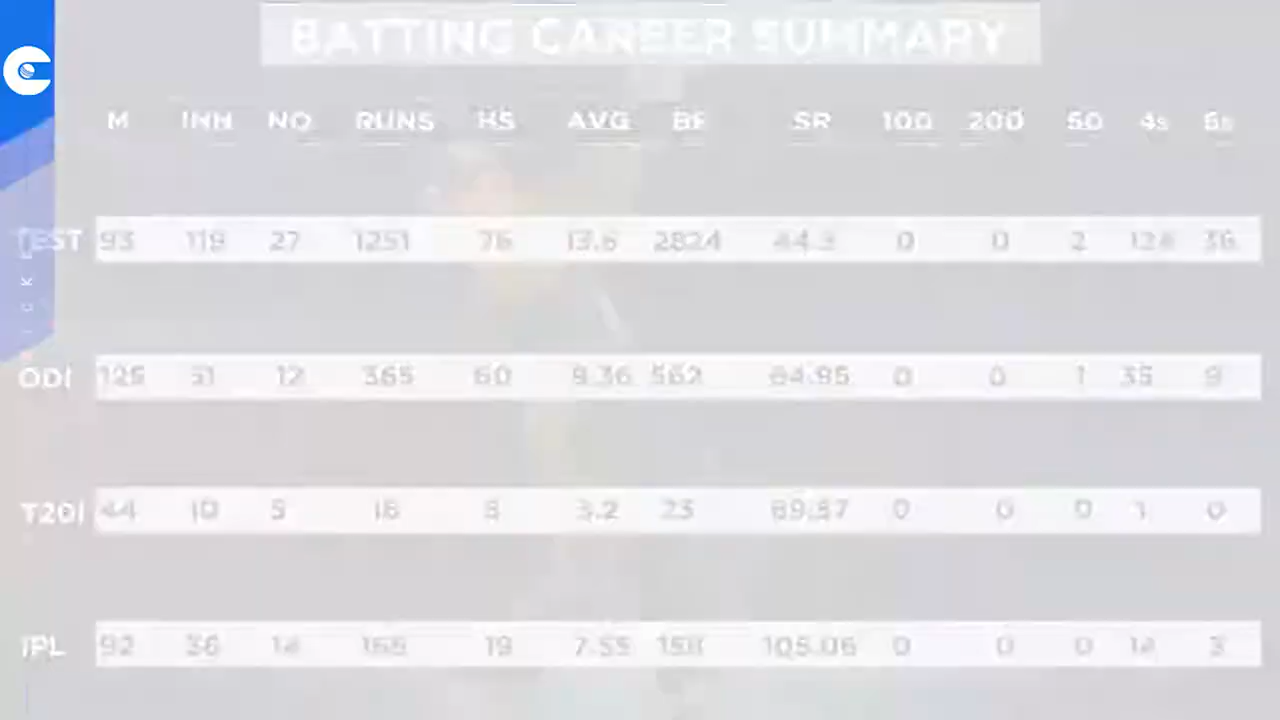 BATTING CAREER SUMMARY
M INN NO RUNS HS AVG BF SR 100 200 50 4s 6s
TEST 93 119 27 1251 76 13.6 2824 44.3 0 0 2 124 36
ODI 125 51 12 365 60 9.36 562 64.95 0 0 1 35 9
T20I 44 10 5 16 5 3.2 23 69.57 0 0 0 1 0
IPL 92 36 14 166 19 7.55 158 105.06 0 0 0 14 3